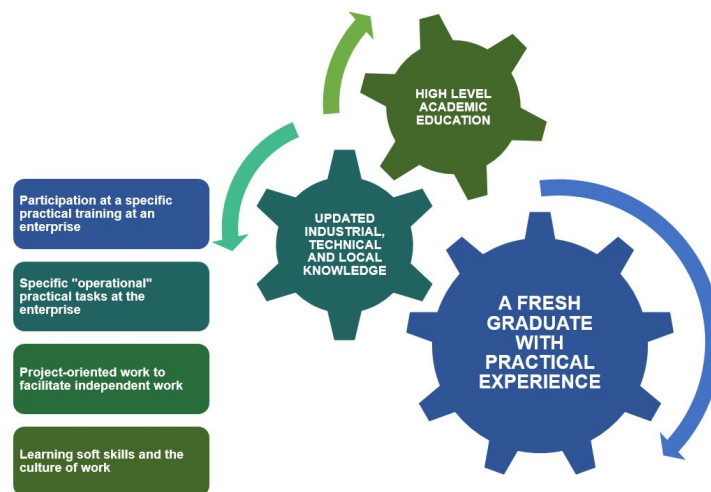 HIGH LEVEL
ACADEMIC
EDUCATION
UPDATED
INDUSTRIAL,
TECHNICAL
AND LOCAL
KNOWLEDGE
A FRESH
GRADUATE
WITH
PRACTICAL
EXPERIENCE
Participation at a specific
practical training at an
enterprise
Specific "operational"
practical tasks at the
enterprise
Project-oriented work to
facilitate independent work
Learning soft skills and the
culture of work